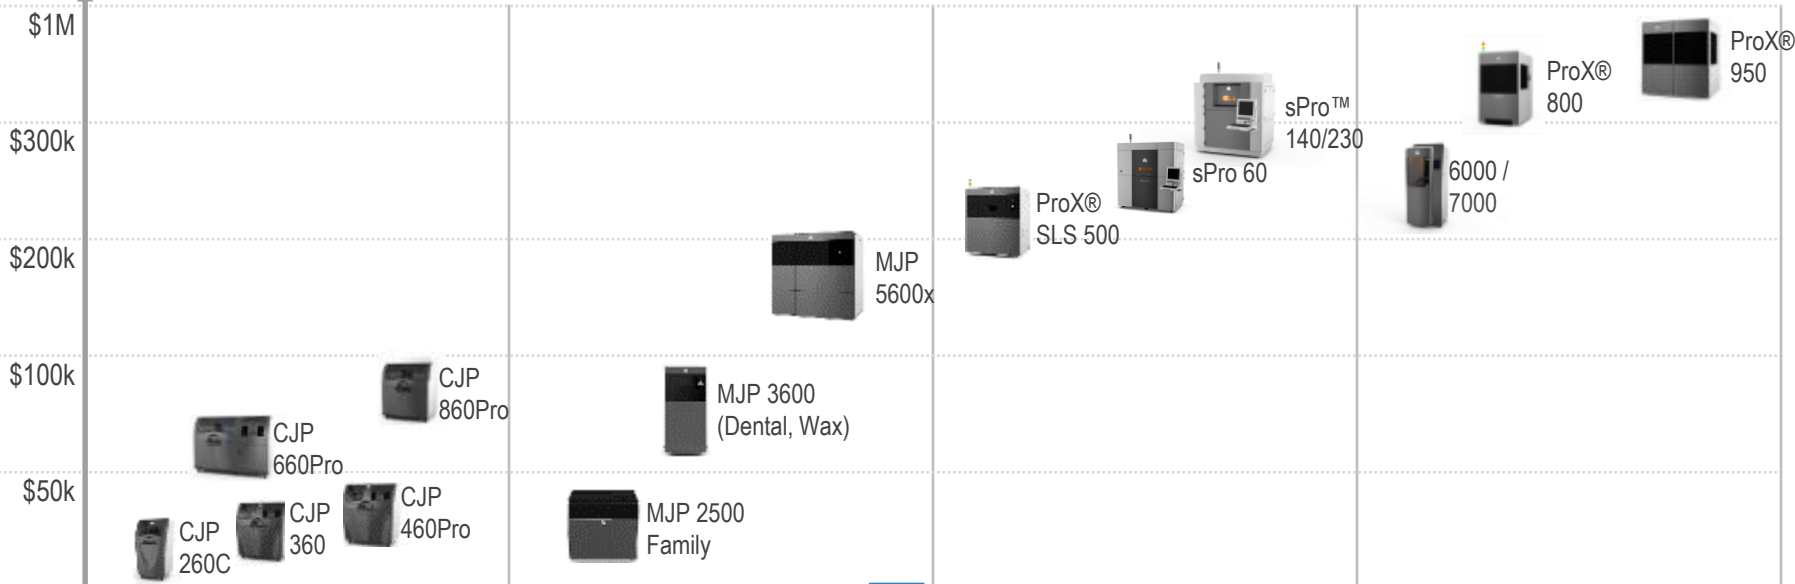 $1M
$300k
$200k
$100k
$50k
CJP
260C
CJP
360
CJP
460Pro
CJP
660Pro
CJP
860Pro
MJP 2500
Family
MJP 3600
(Dental, Wax)
MJP
5600x
ProX®
SLS 500
sPro 60
sPro™
140/230
6000 /
7000
ProX®
800
ProX®
950